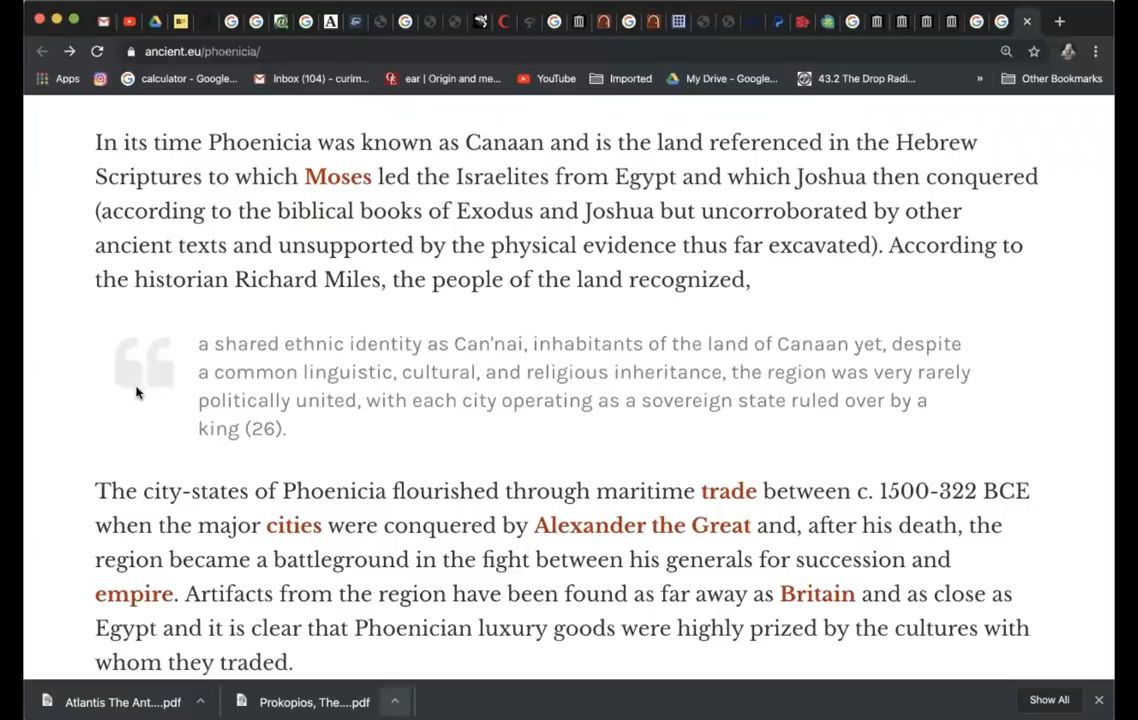 ancient.eu/phoenicia/
Apps
calculator - Google...
Inbox (104) – curim...
ear | Origin and me...
YouTube
Imported
My Drive - Google...
43.2 The Drop Radi...
»
Other Bookmarks
In its time Phoenicia was known as Canaan and is the land referenced in the Hebrew
Scriptures to which Moses led the Israelites from Egypt and which Joshua then conquered
(according to the biblical books of Exodus and Joshua but uncorroborated by other
ancient texts and unsupported by the physical evidence thus far excavated). According to
the historian Richard Miles, the people of the land recognized,
a shared ethnic identity as Can'nai, inhabitants of the land of Canaan yet, despite
a common linguistic, cultural, and religious inheritance, the region was very rarely
politically united, with each city operating as a sovereign state ruled over by a
king (26).
The city-states of Phoenicia flourished through maritime trade between c. 1500-322 BCE
when the major cities were conquered by Alexander the Great and, after his death, the
region became a battleground in the fight between his generals for succession and
empire. Artifacts from the region have been found as far away as Britain and as close as
Egypt and it is clear that Phoenician luxury goods were highly prized by the cultures with
whom they traded.
Atlantis The Ant....pdf
Prokopios, The....pdf
Show All